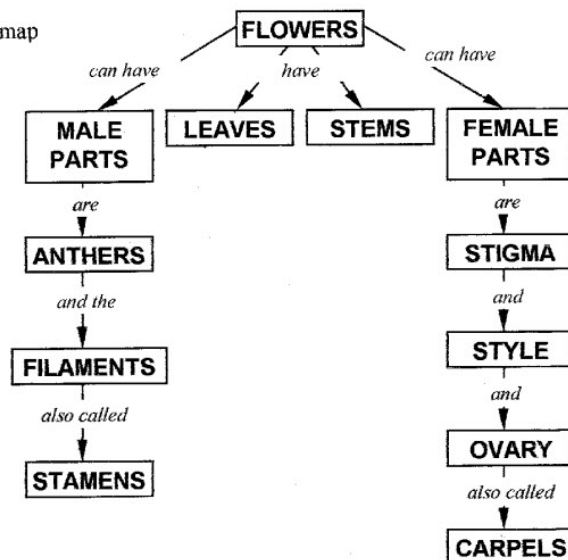 map
FLOWERS
can have
have
can have
MALE
PARTS
LEAVES
STEMS
FEMALE
PARTS
are
are
ANTHERS
STIGMA
and the
and
FILAMENTS
STYLE
also called
and
STAMENS
OVARY
also called
CARPELS